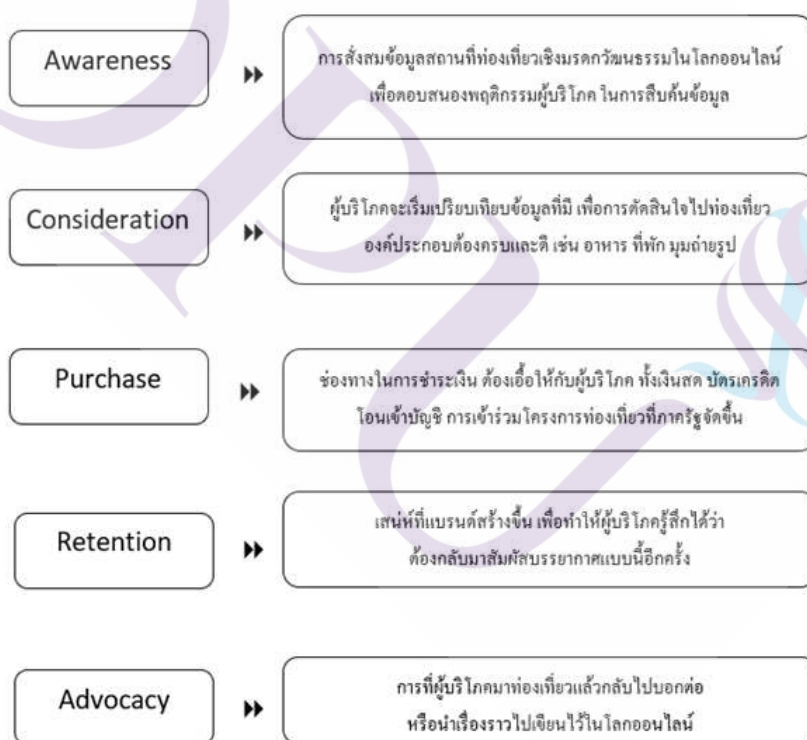 Awareness
การสั่งสมข้อมูลสถานที่ท่องเที่ยวเชิงมรดกวัฒนธรรมในโลกออนไลน์
เพื่อตอบสนองพฤติกรรมผู้บริโภค ในการสืบค้นข้อมูล
Consideration
ผู้บริโภคจะเริ่มเปรียบเทียบข้อมูลที่มี เพื่อการตัดสินใจไปท่องเที่ยว
องค์ประกอบต้องครบและดี เช่น อาหาร ที่พัก มุมถ่ายรูป
Purchase
ช่องทางในการชำระเงิน ต้องเอื้อให้กับผู้บริโภค ทั้งเงินสด บัตรเครดิต
โอนเข้าบัญชี การเข้าร่วมโครงการท่องเที่ยวที่ภาครัฐจัดขึ้น
Retention
เสน่ห์ที่แบรนด์สร้างขึ้น เพื่อทำให้ผู้บริโภครู้สึกได้ว่า
ต้องกลับมาสัมผัสบรรยากาศแบบนี้อีกครั้ง
Advocacy
การที่ผู้บริโภคมาท่องเที่ยวแล้วกลับไปบอกต่อ
หรือนำเรื่องราวไปเขียนไว้ในโลกออนไลน์